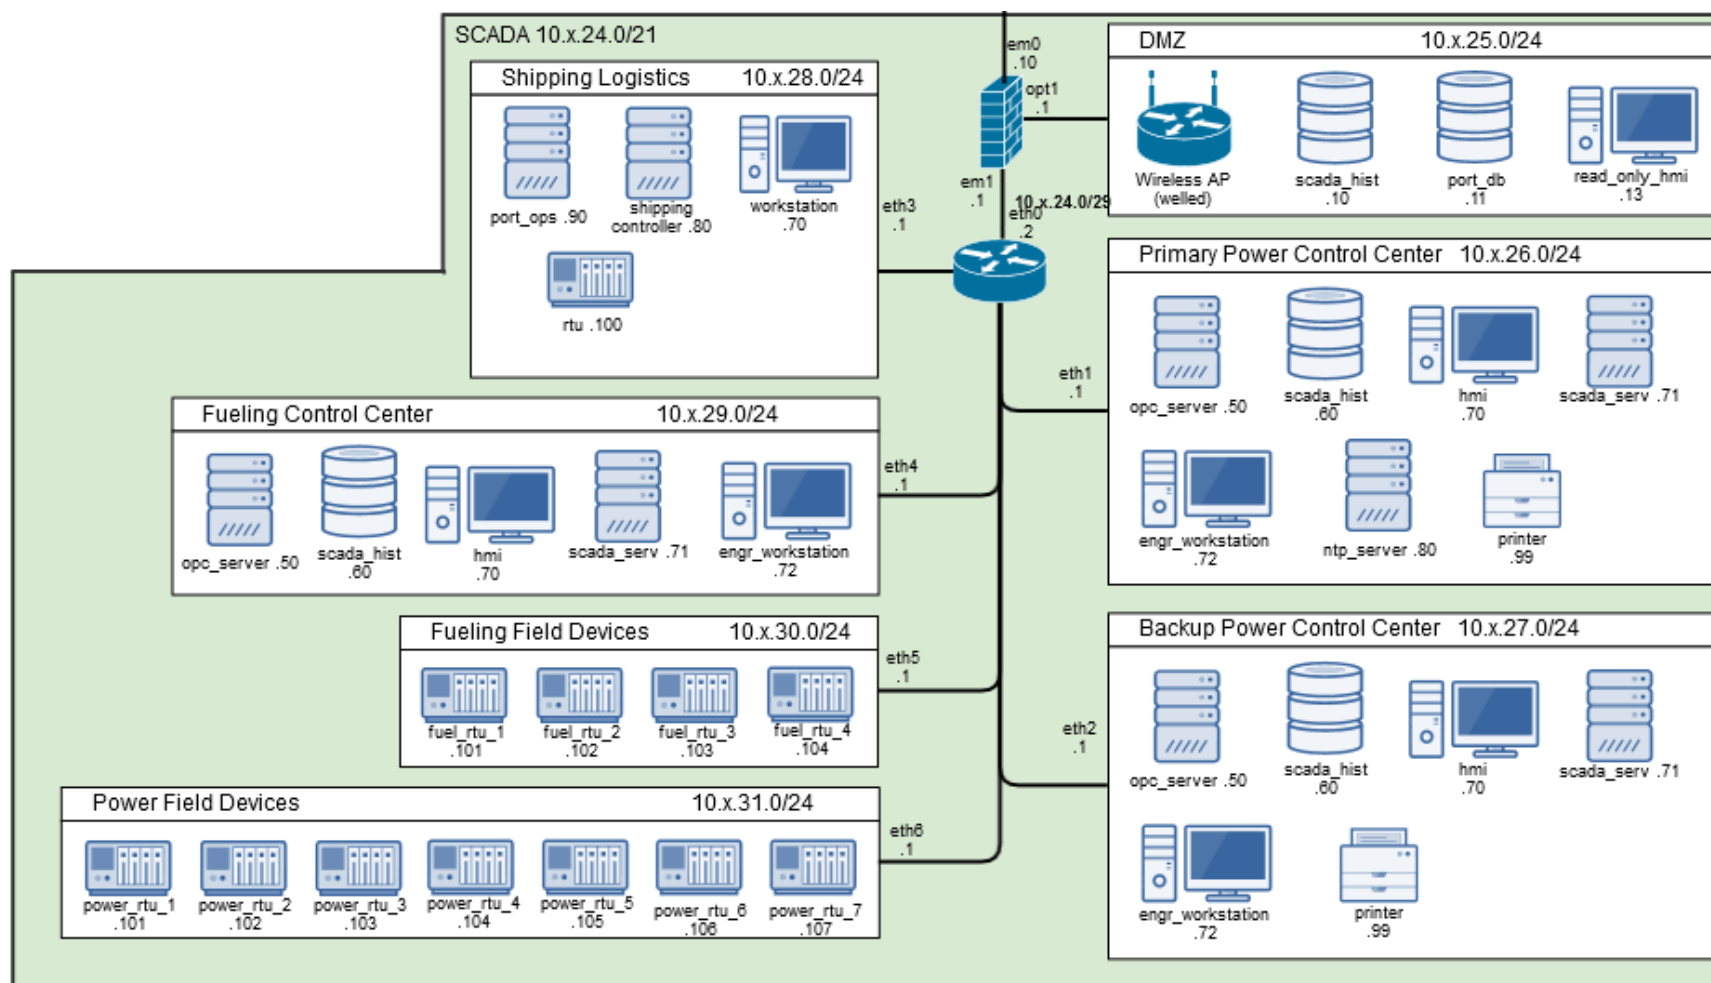 SCADA 10.x.24.0/21
em0
.10
opt1
.1
em1
.1
10.x.24.0/29
eth0
.2
Shipping Logistics 10.x.28.0/24
port_ops .90
shipping
controller .80
workstation
.70
rtu .100
eth3
.1
DMZ 10.x.25.0/24
Wireless AP
(welled)
scada_hist
.10
port_db
.11
read_only_hmi
.13
Primary Power Control Center 10.x.26.0/24
opc_server .50
scada_hist
.60
hmi
.70
scada_serv .71
engr_workstation
.72
ntp_server .80
printer
.99
eth1
.1
Fueling Control Center 10.x.29.0/24
opc_server .50
scada_hist
.60
hmi
.70
scada_serv .71
engr_workstation
.72
eth4
.1
Fueling Field Devices 10.x.30.0/24
fuel_rtu_1
.101
fuel_rtu_2
.102
fuel_rtu_3
.103
fuel_rtu_4
.104
eth5
.1
Backup Power Control Center 10.x.27.0/24
opc_server .50
scada_hist
.60
hmi
.70
scada_serv .71
engr_workstation
.72
printer
.99
eth2
.1
Power Field Devices 10.x.31.0/24
power_rtu_1
.101
power_rtu_2
.102
power_rtu_3
.103
power_rtu_4
.104
power_rtu_5
.105
power_rtu_6
.106
power_rtu_7
.107
eth6
.1